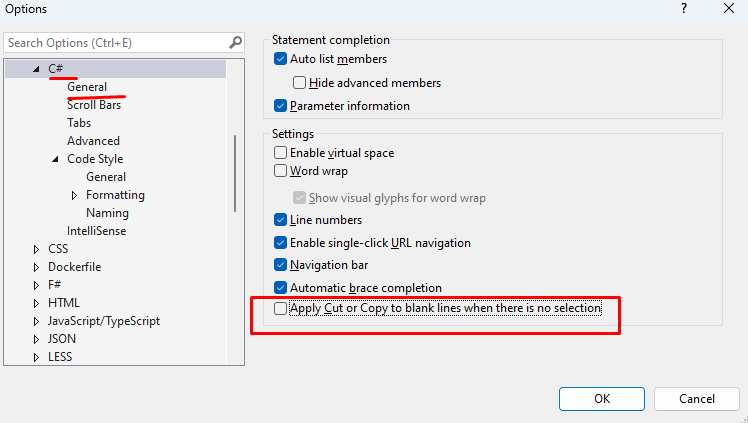 Options
?
Search Options (Ctrl+E)
C#
General
Scroll Bars
Tabs
Advanced
Code Style
General
Formatting
Naming
IntelliSense
CSS
Dockerfile
F#
HTML
JavaScript/TypeScript
JSON
LESS
Statement completion
Auto list members
Hide advanced members
Parameter information
Settings
Enable virtual space
Word wrap
Show visual glyphs for word wrap
Line numbers
Enable single-click URL navigation
Navigation bar
Automatic brace completion
Apply Cut or Copy to blank lines when there is no selection
OK
Cancel